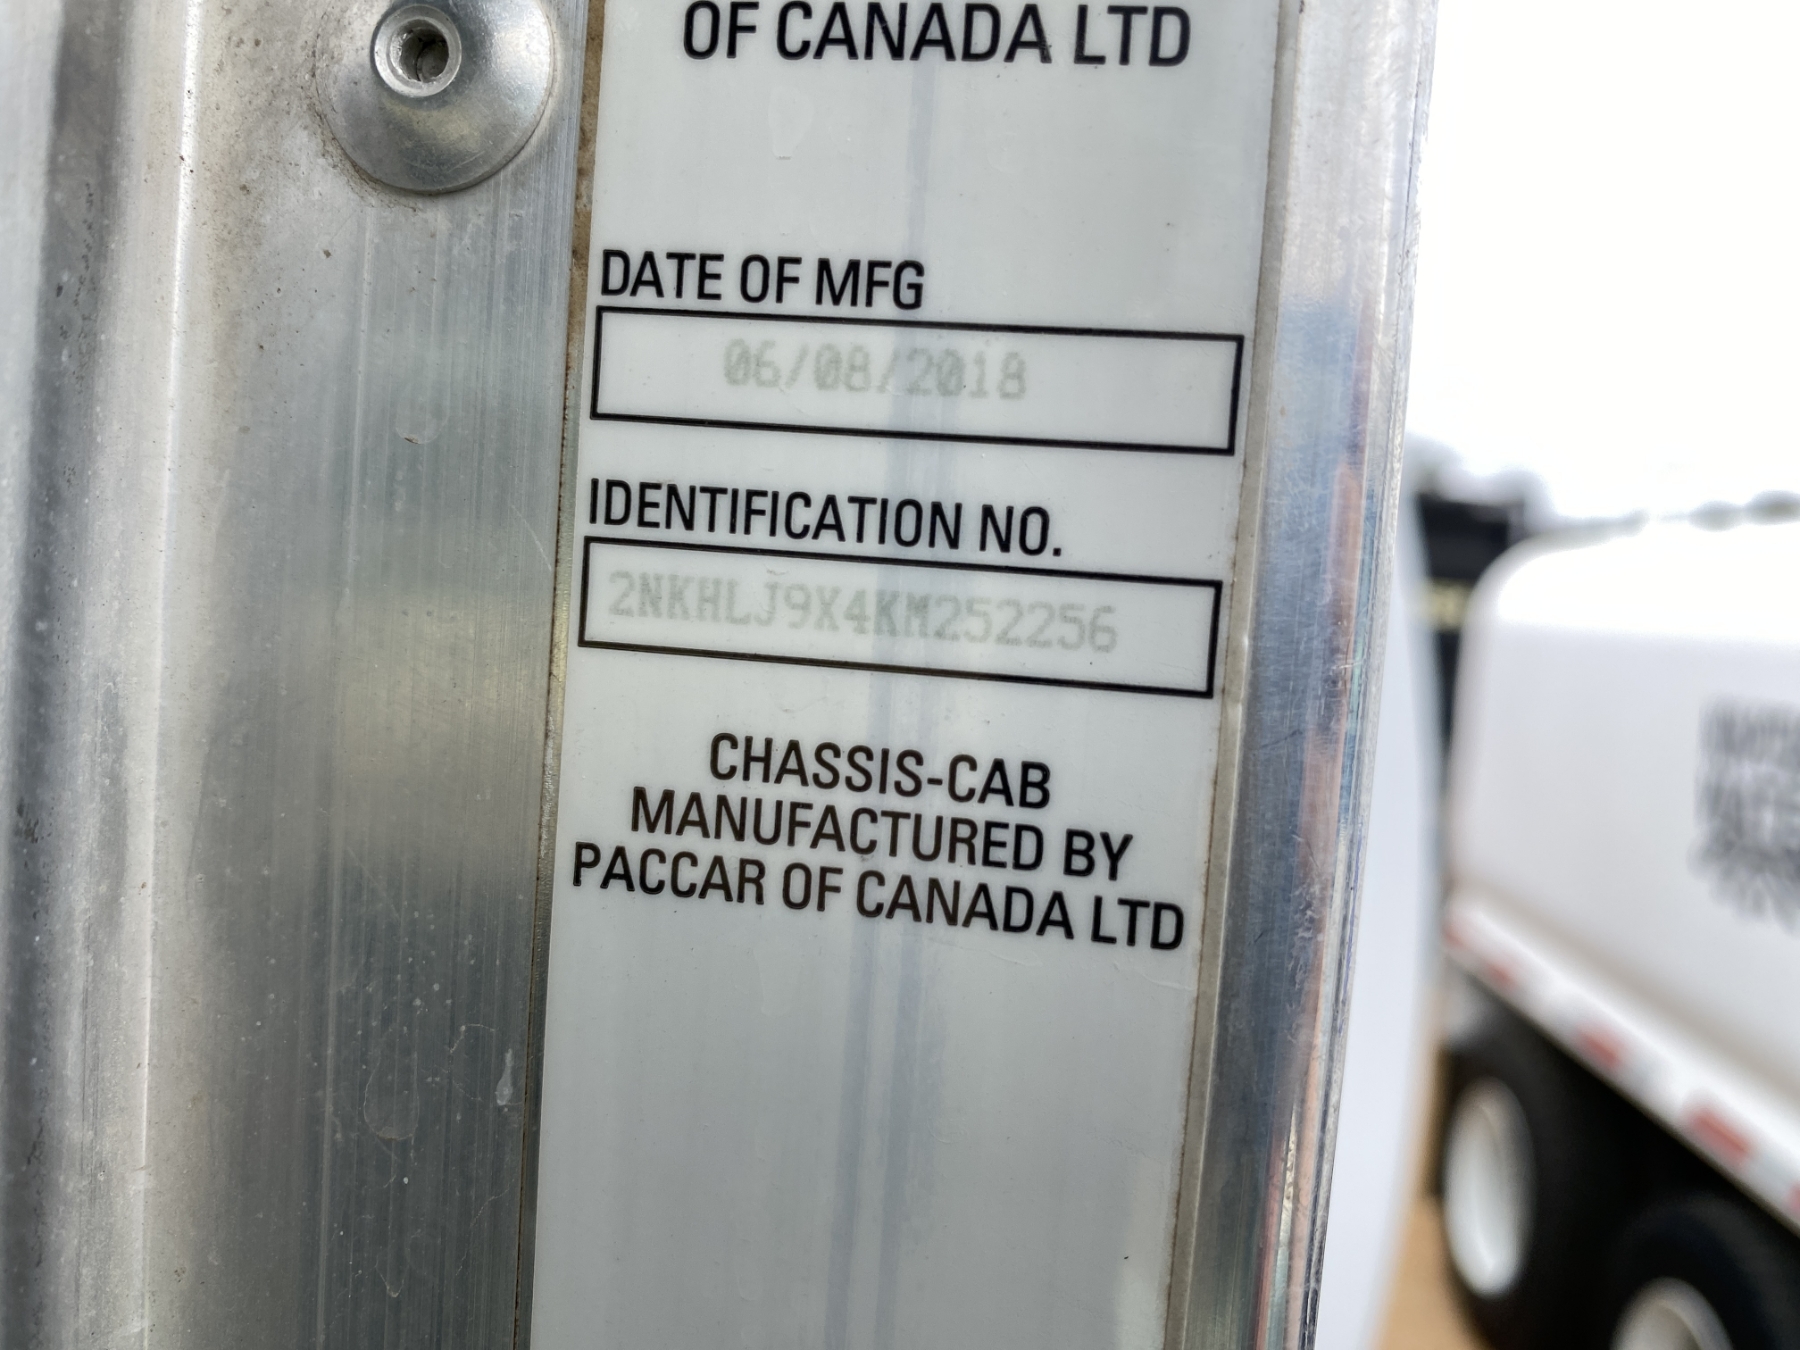 OF CANADA LTD
DATE OF MFG
06/08/2018
IDENTIFICATION NO.
2NKHLJ9X4KM252256
CHASSIS-CAB
MANUFACTURED BY
PACCAR OF CANADA LTD